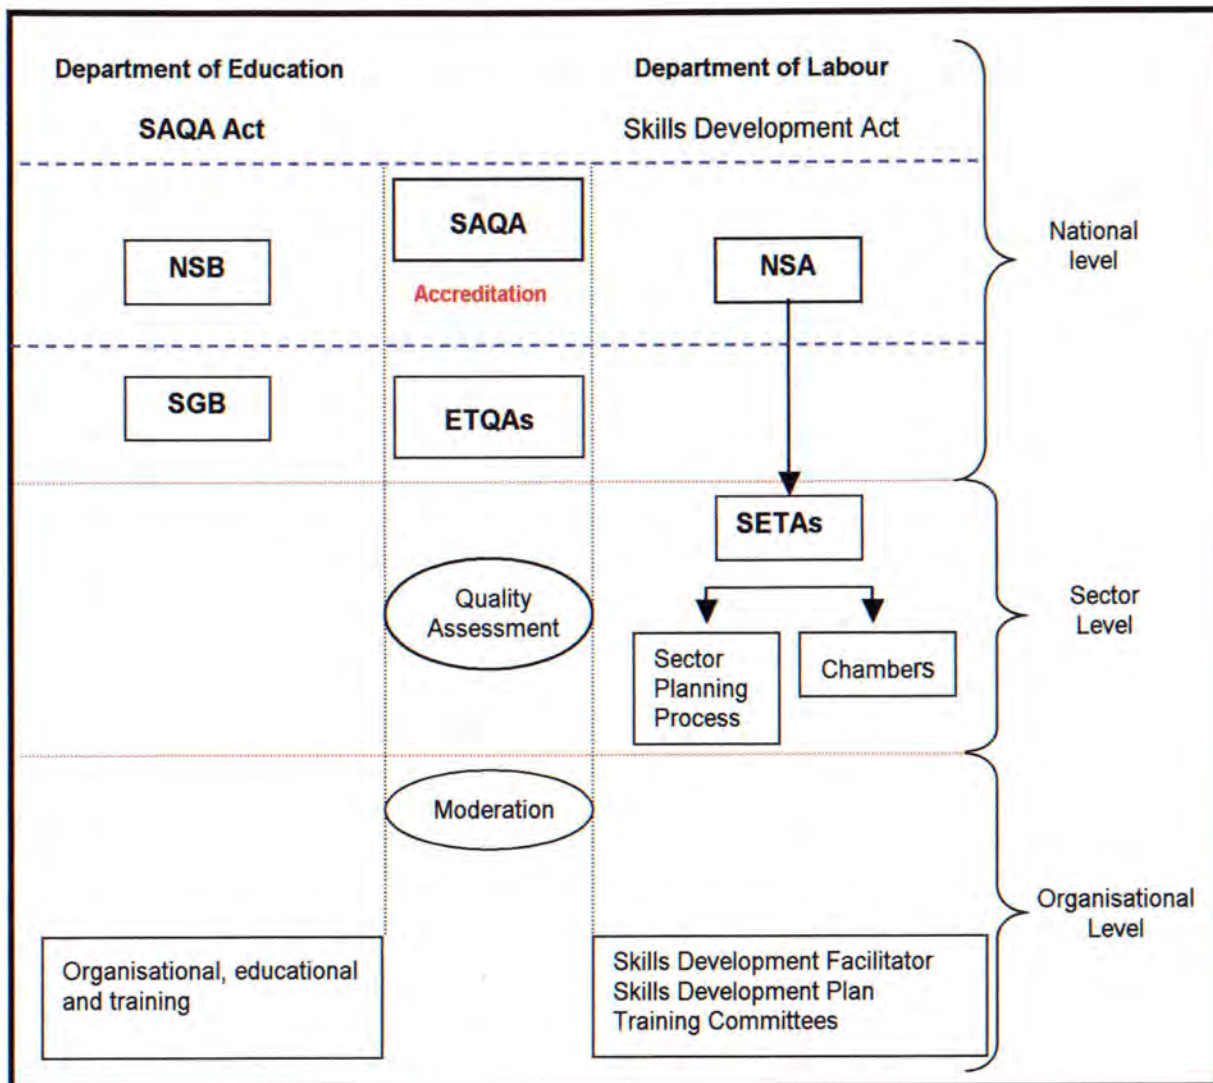 Department of Education
Department of Labour
SAQA Act
Skills Development Act
SAQA
NSB
Accreditation
NSA
National
level
SGB
ETQAs
SETAs
Quality
Assessment
Sector
Planning
Process
Chambers
Sector
Level
Moderation
Organisational
Level
Organisational, educational
and training
Skills Development Facilitator
Skills Development Plan
Training Committees